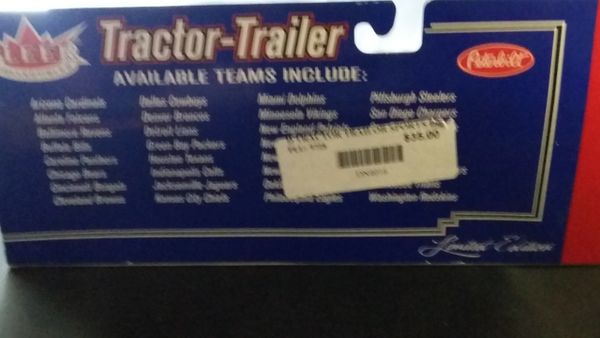 Fleer
Tractor-Trailer
Peterbilt
AVAILABLE TEAMS INCLUDE:
Arizona Cardinals
Atlanta Falcons
Baltimore Ravens
Buffalo Bills
Carolina Panthers
Chicago Bears
Cincinnati Bengals
Cleveland Browns
Dallas Cowboys
Denver Broncos
Detroit Lions
Green Bay Packers
Houston Texans
Indianapolis Colts
Jacksonville Jaguars
Kansas City Chiefs
Miami Dolphins
Minnesota Vikings
New England
Philadelphia Eagles
Pittsburgh Steelers
San Diego Chargers
Titans
Washington Redskins
$35.00
Limited Edition